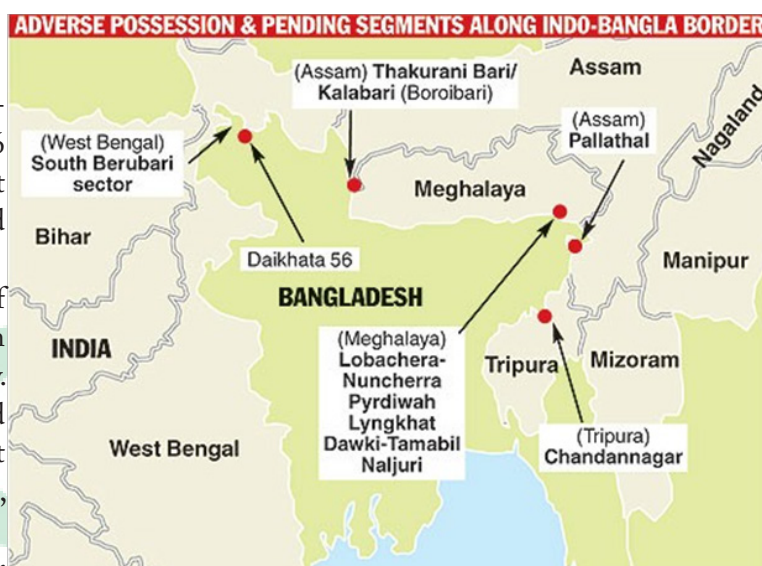 ADVERSE POSSESSION & PENDING SEGMENTS ALONG INDO-BANGLA BORDER
(Assam) Thakurani Bari/
Kalabari (Boroibari)
Assam
(Assam)
Pallathal
Nagaland
(West Bengal)
South Berubari
sector
Meghalaya
Bihar
Manipur
Daikhata 56
BANGLADESH
INDIA
(Meghalaya)
Lobachera-
Nuncherra
Pyrdiwah
Lyngkhat
Dawki-Tamabil
Naljuri
Tripura
Mizoram
West Bengal
(Tripura)
Chandannagar